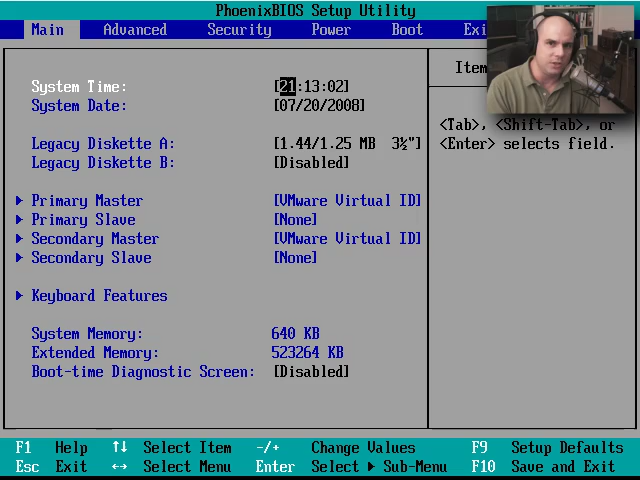 PhoenixBIOS Setup Utility
Main Advanced Security Power Boot
System Time: [21:13:02]
System Date: [07/20/2008]
<Tab>, <Shift-Tab>, or
<Enter> selects field.
Legacy Diskette A: [1.44/1.25 MB 3½"]
Legacy Diskette B: [Disabled]
Primary Master [VMware Virtual ID]
Primary Slave [None]
Secondary Master [VMware Virtual ID]
Secondary Slave [None]
Keyboard Features
System Memory: 640 KB
Extended Memory: 523264 KB
Boot-time Diagnostic Screen: [Disabled]
F1 Help ↑↓ Select Item -/+ Change Values F9 Setup Defaults
Esc Exit ↔ Select Menu Enter Select ▶ Sub-Menu F10 Save and Exit